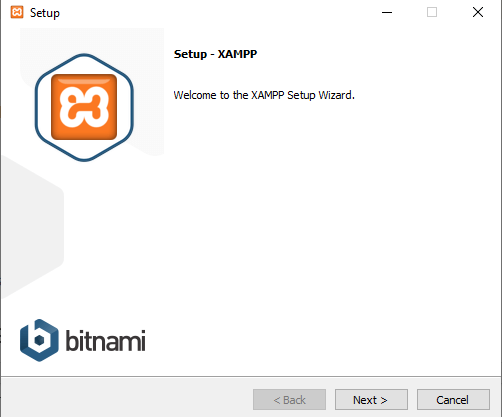 Setup
Setup - XAMPP
Welcome to the XAMPP Setup Wizard.
bitnami
< Back
Next >
Cancel